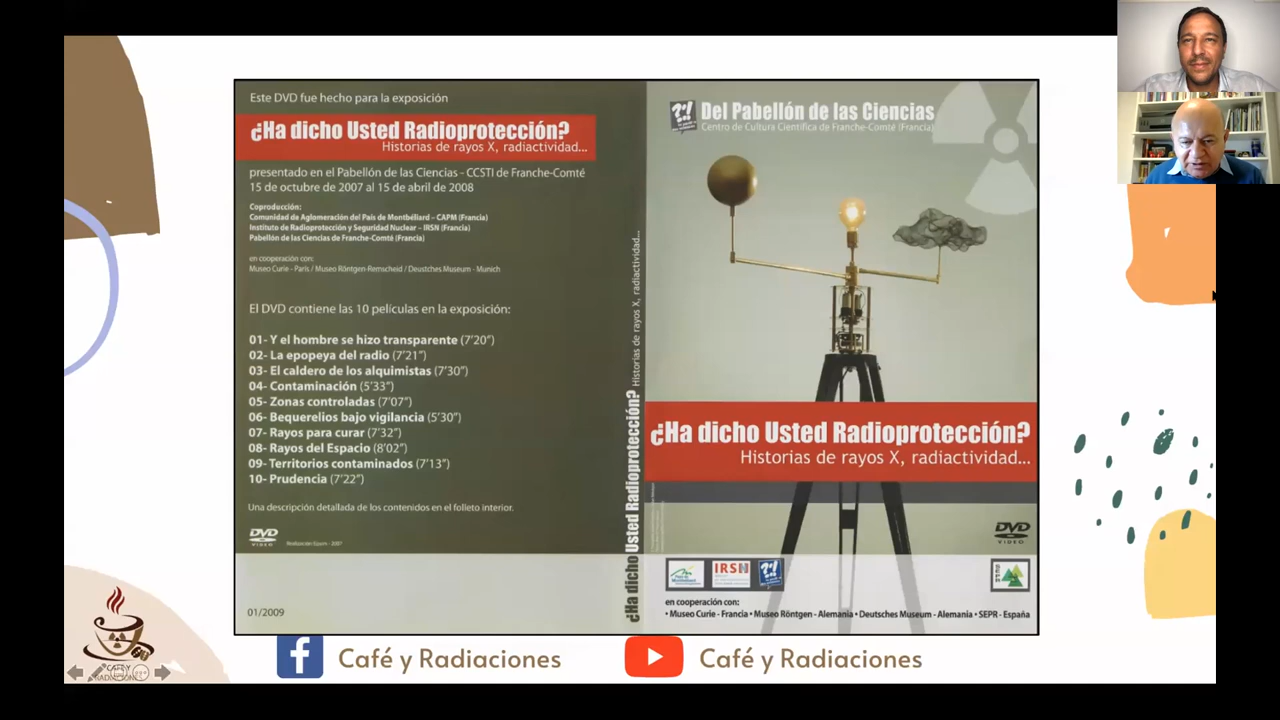 Este DVD fue hecho para la exposición
¿Ha dicho Usted Radioprotección?
Historias de rayos X, radiactividad...
presentado en el Pabellón de las Ciencias - CCSTI de Franche-Comté
15 de octubre de 2007 al 15 de abril de 2008
Coproducción:
Comunidad de Aglomeración del País de Montbéliard – CAPM (Francia)
Instituto de Radioprotección y Seguridad Nuclear – IRSN (Francia)
Pabellón de las Ciencias de Franche-Comté (Francia)
en cooperación con:
Museo Curie - Paris / Museo Röntgen-Remscheid / Deustches Museum - Munich
El DVD contiene las 10 películas en la exposición:
01- Y el hombre se hizo transparente (7'20")
02- La epopeya del radio (7'21")
03- El caldero de los alquimistas (7'30")
04- Contaminación (5'33")
05- Zonas controladas (7'07")
06- Bequerelios bajo vigilancia (5'30")
07- Rayos para curar (7'32")
08- Rayos del Espacio (8'02")
09- Territorios contaminados (7'13")
10- Prudencia (7'22")
Una descripción detallada de los contenidos en el folleto interior.
DVD
VIDEO
01/2009
¿Ha dicho Usted Radioprotección? Historias de rayos X, radiactividad...
Del Pabellón de las Ciencias
Centro de Cultura Científica de Franche-Comté (Francia)
¿Ha dicho Usted Radioprotección?
Historias de rayos X, radiactividad...
DVD
VIDEO
País de
Montbéliard
IRSN
SEPR
en cooperación con:
• Museo Curie - Francia • Museo Röntgen - Alemania • Deutsches Museum - Alemania • SEPR - España
CAFÉ Y
Café y Radiaciones
Café y Radiaciones